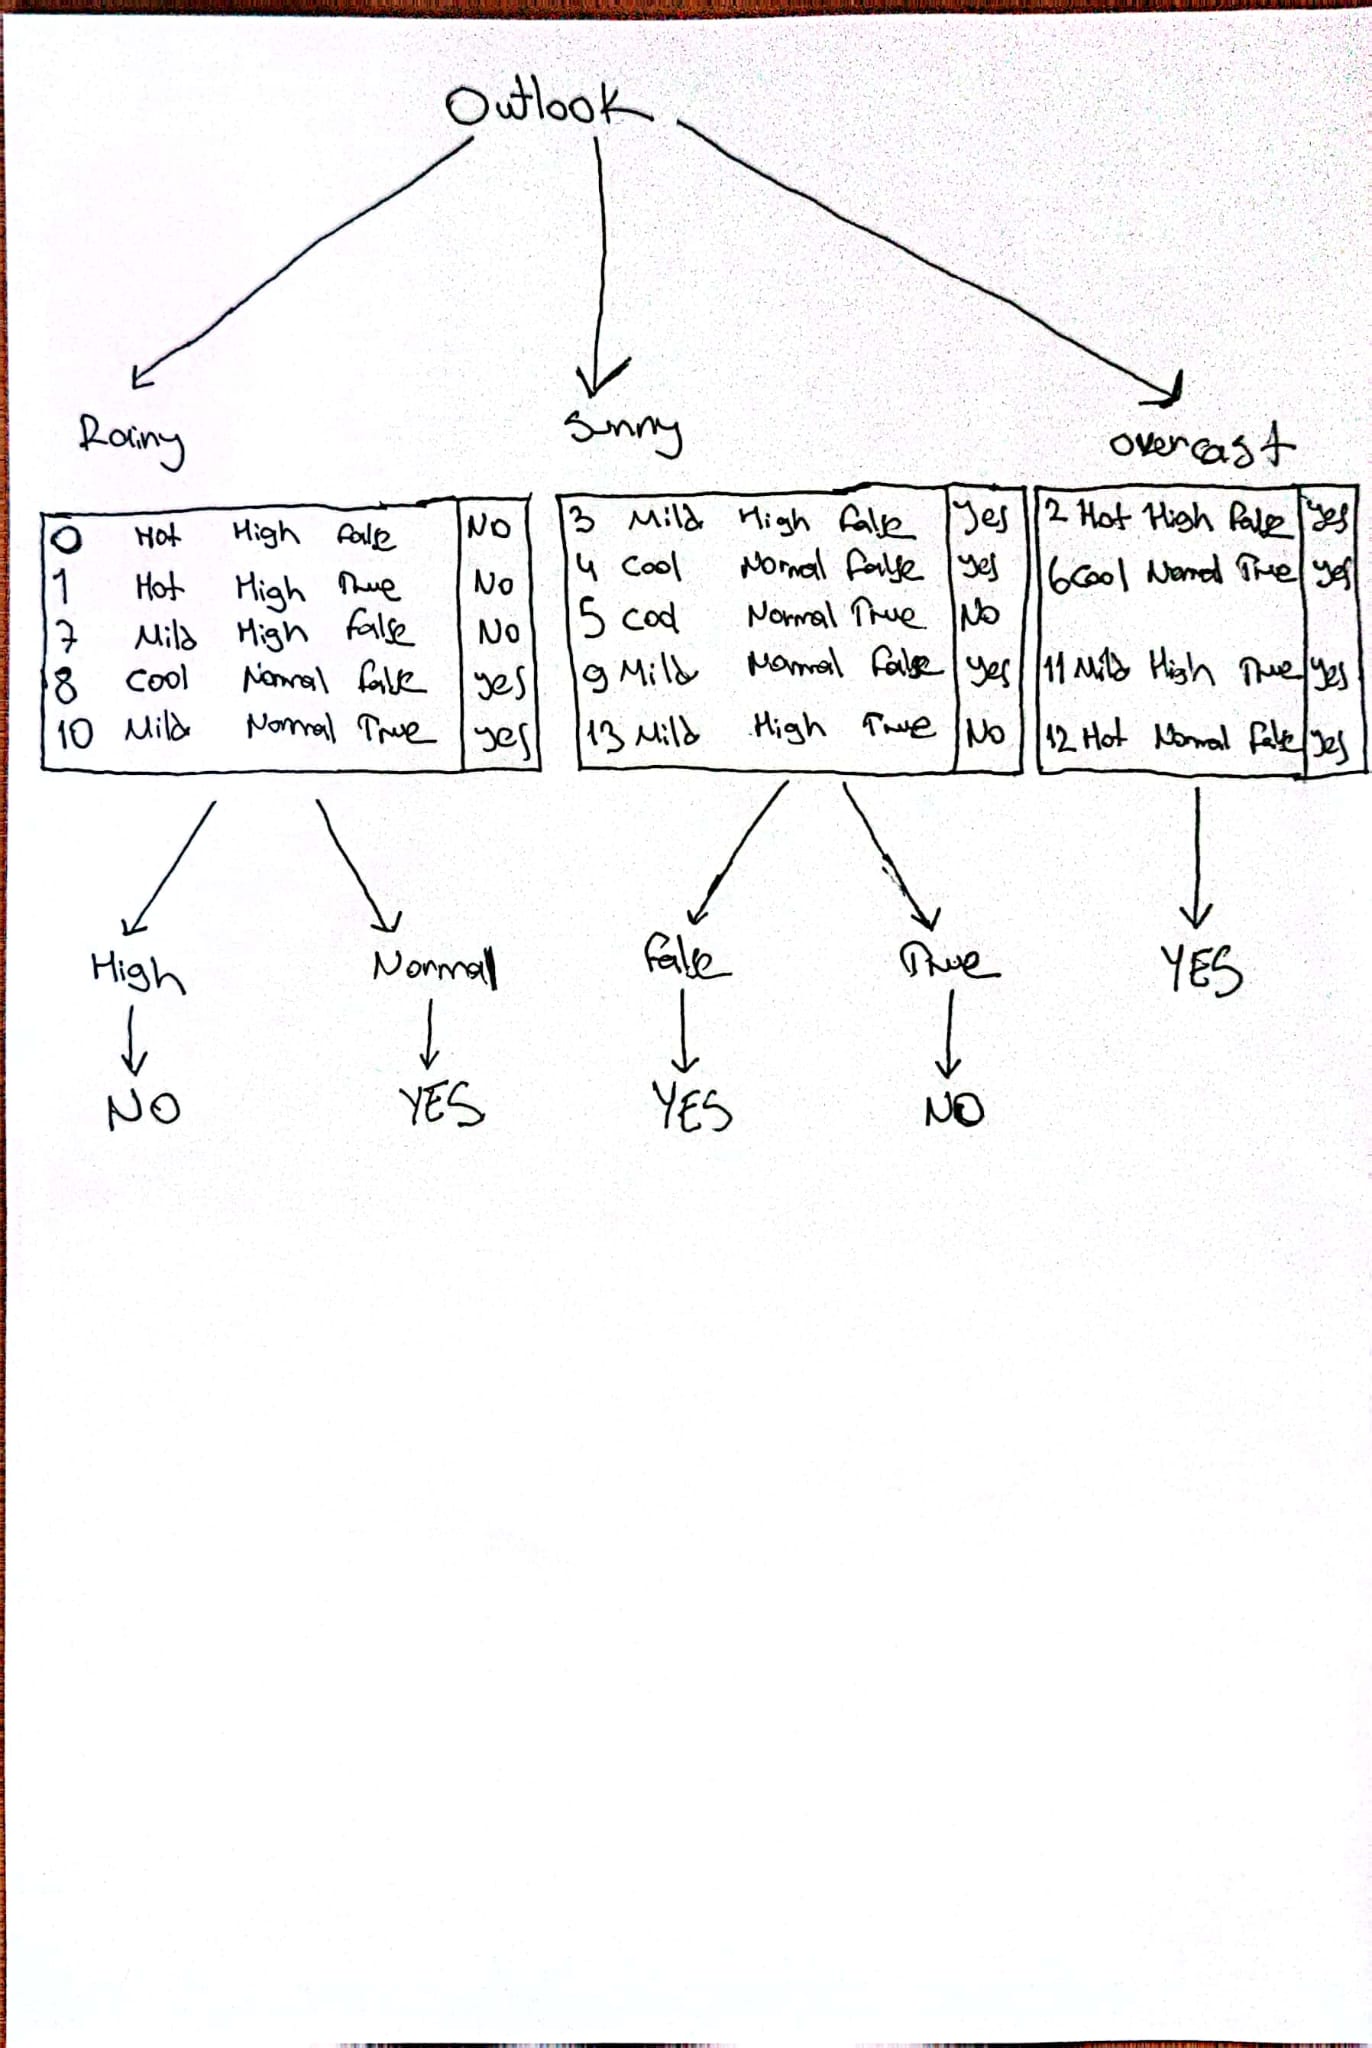 Outlook
Rainy
Sunny
overcast
0 Hot High False No
1 Hot High True No
7 Mild High False No
8 Cool Normal False yes
10 Mild Normal True yes
3 Mild High False Yes
4 Cool Normal False yes
5 Cool Normal True No
9 Mild Normal False yes
13 Mild High True No
2 Hot High False yes
6 Cool Normal True yes
11 Mild High True yes
12 Hot Normal False yes
High
Normal
False
True
YES
NO
YES
YES
NO